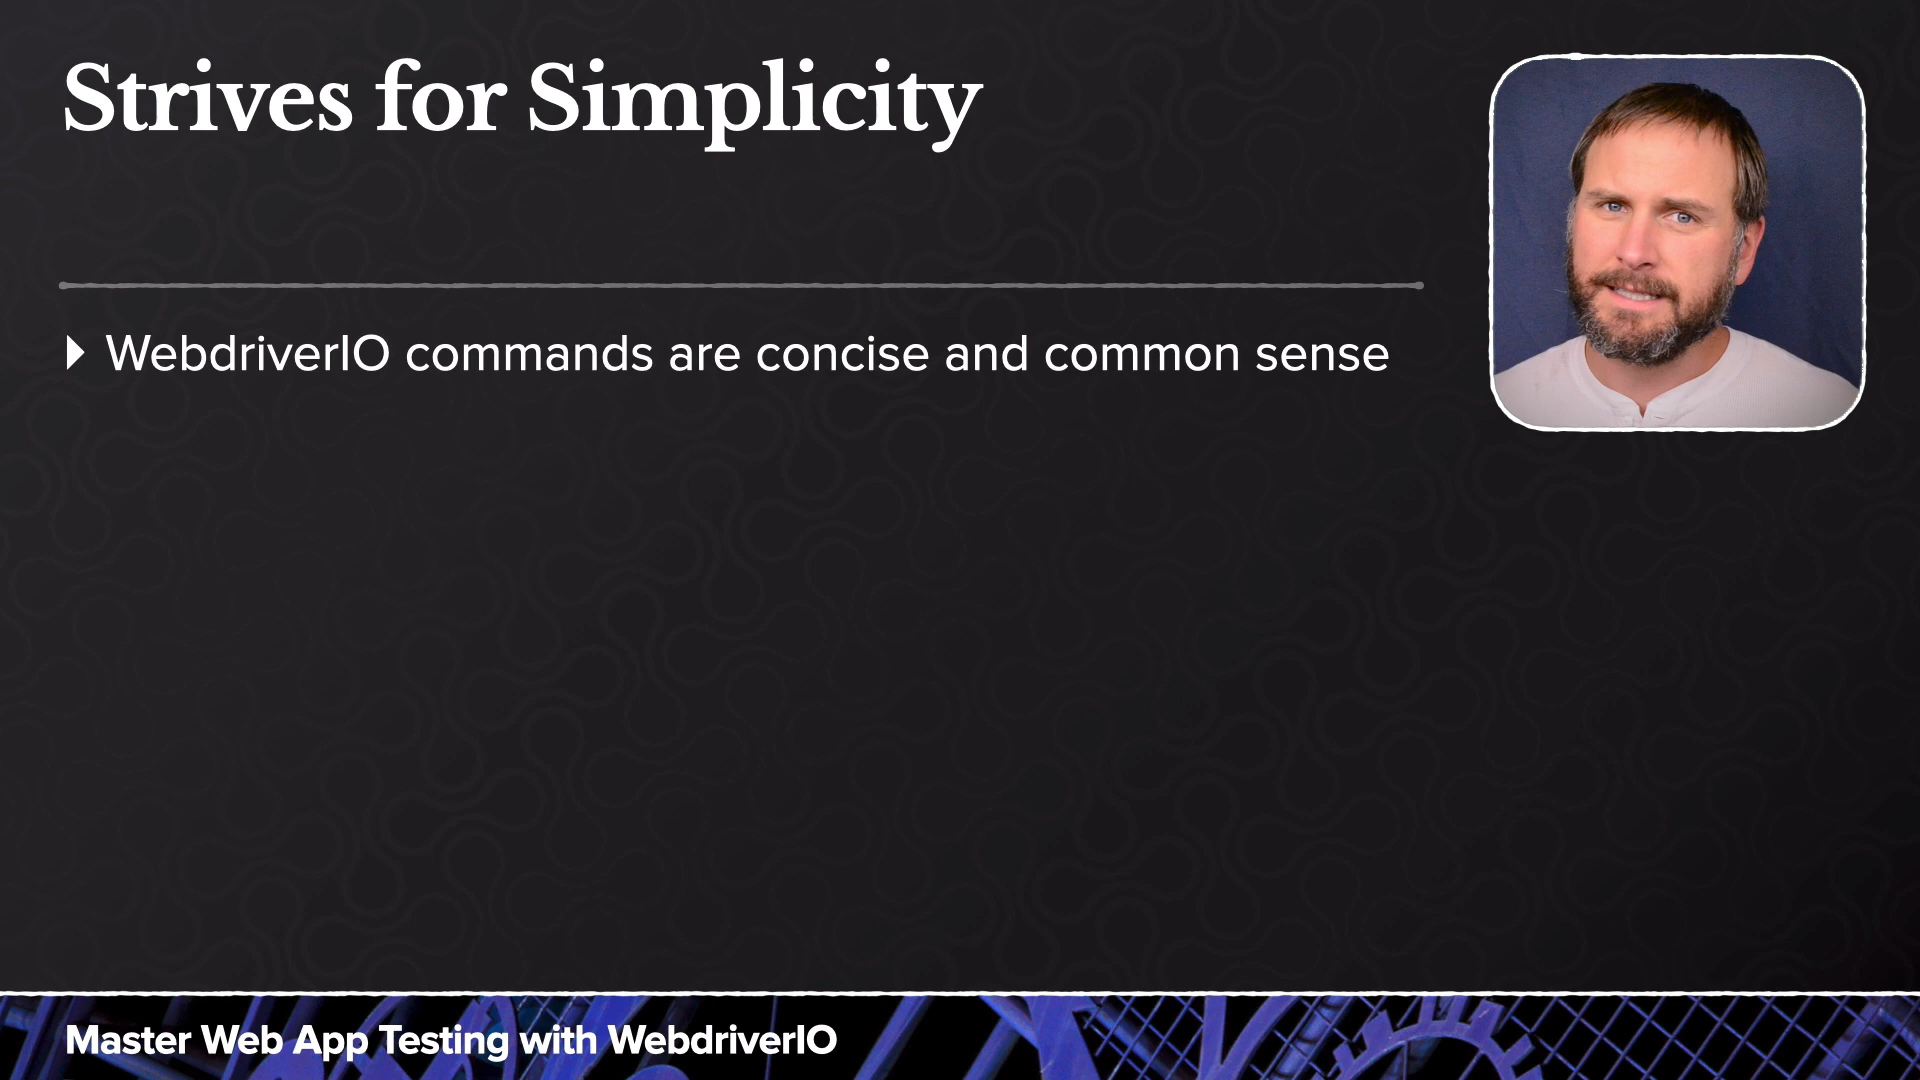 Strives for Simplicity
WebdriverIO commands are concise and common sense
Master Web App Testing with WebdriverIO